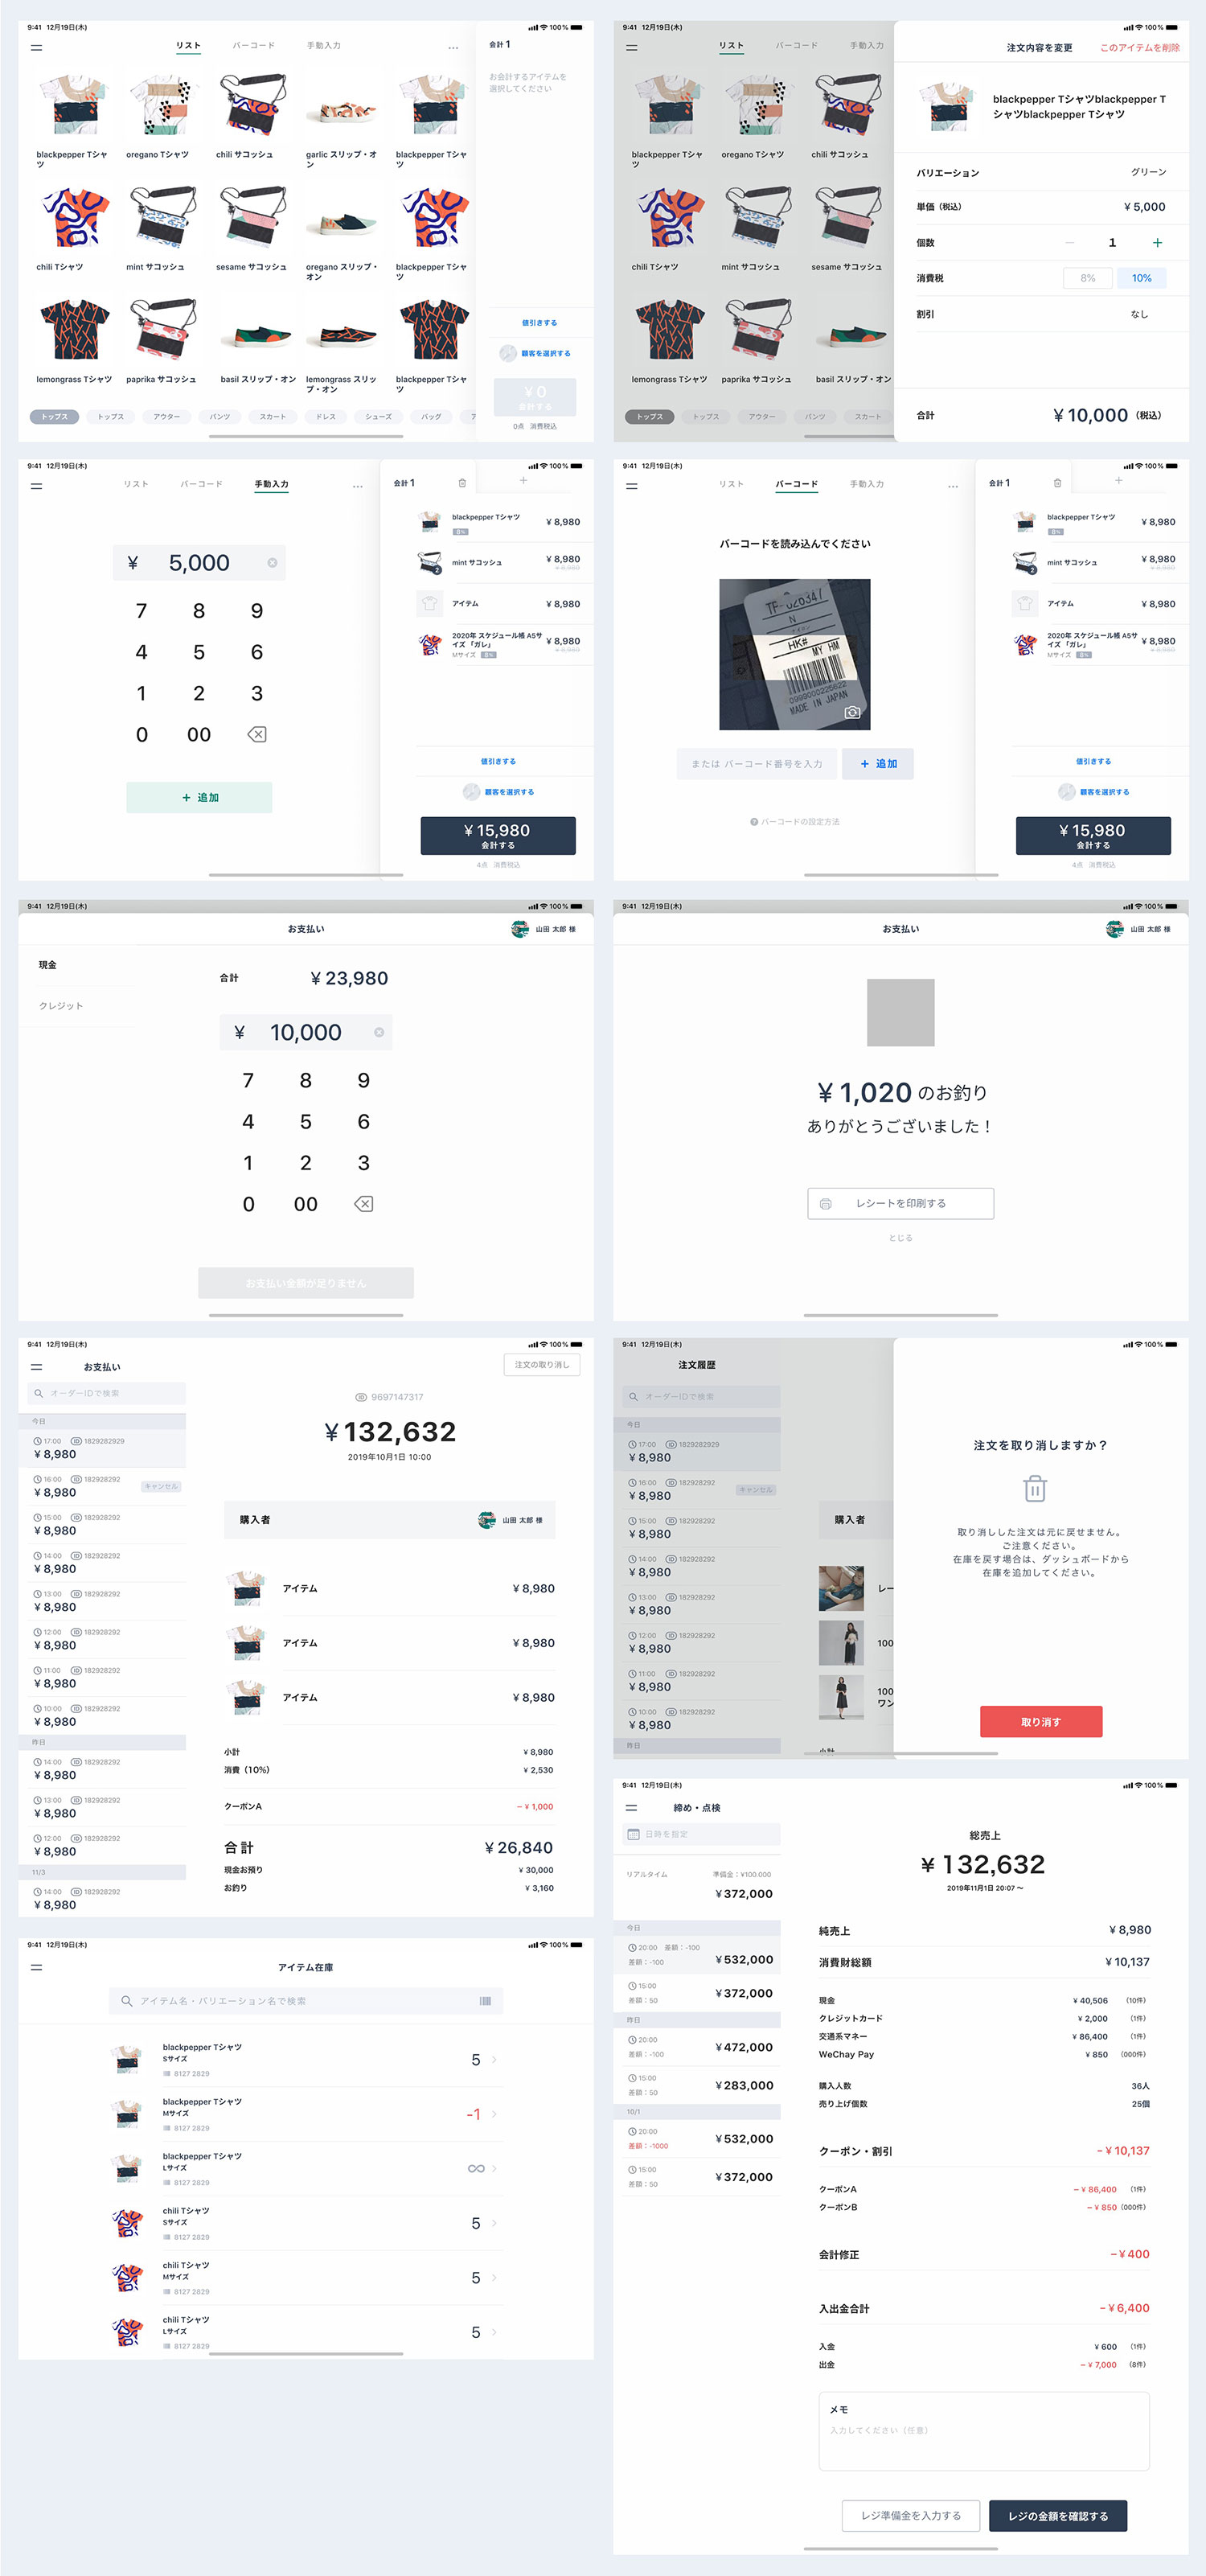 9:41 12月19日(木)
100%
リスト
バーコード
手動入力
会計 1
お会計するアイテムを
選択してください
blackpepper Tシャ
ツ
oregano Tシャツ
chili サコッシュ
garlic スリップ・オ
ン
blackpepper Tシャ
ツ
chili Tシャツ
mint サコッシュ
sesame サコッシュ
oregano スリップ・
オン
blackpepper Tシャ
ツ
値引きする
顧客を選択する
¥0
会計する
0点 消費税込
lemongrass Tシャツ
paprika サコッシュ
basil スリップ・オン
lemongrass スリッ
プ・オン
blackpepper Tシャ
ツ
トップス
トップス
アウター
パンツ
スカート
ドレス
シューズ
バッグ
ア
9:41 12月19日(木)
100%
リスト
バーコード
手動入力
blackpepper Tシャ
ツ
oregano Tシャツ
chili サコッシュ
chili Tシャツ
mint サコッシュ
sesame サコッシュ
lemongrass Tシャツ
paprika サコッシュ
basil スリップ・オン
トップス
トップス
アウター
パンツ
スカート
注文内容を変更
このアイテムを削除
blackpepper Tシャツblackpepper T
シャツblackpepper Tシャツ
バリエーション
グリーン
単価 (税込)
¥5,000
個数
− 1 +
消費税
8%
10%
割引
なし
合計
¥10,000 (税込)
9:41 12月19日(木)
100%
リスト
バーコード
手動入力
¥ 5,000
7 8 9
4 5 6
1 2 3
0 00
+ 追加
会計 1
+
blackpepper Tシャツ
¥8,980
8%
mint サコッシュ
2
¥8,980
アイテム
¥8,980
2020年 スケジュール帳 A5サ
イズ 「ガレ」
Mサイズ 8%
¥8,980
値引きする
顧客を選択する
¥15,980
会計する
4点 消費税込
9:41 12月19日(木)
100%
リスト
バーコード
手動入力
バーコードを読み込んでください
HK#
MY HM
0999000225622
MADE IN JAPAN
または バーコード番号を入力
+ 追加
バーコードの設定方法
会計 1
+
blackpepper Tシャツ
¥8,980
8%
mint サコッシュ
2
¥8,980
アイテム
¥8,980
2020年 スケジュール帳 A5サ
イズ 「ガレ」
Mサイズ 8%
¥8,980
値引きする
顧客を選択する
¥15,980
会計する
4点 消費税込
9:41 12月19日(木)
100%
お支払い
山田 太郎 様
現金
クレジット
合計
¥23,980
¥ 10,000
7 8 9
4 5 6
1 2 3
0 00
お支払い金額が足りません
9:41 12月19日(木)
100%
お支払い
山田 太郎 様
¥1,020 のお釣り
ありがとうございました！
レシートを印刷する
とじる
9:41 12月19日(木)
100%
お支払い
注文の取り消し
オーダーIDで検索
今日
17:00 ID 1829282929
¥8,980
16:00 ID 182928292
¥8,980
キャンセル
15:00 ID 182928292
¥8,980
14:00 ID 182928292
¥8,980
13:00 ID 182928292
¥8,980
12:00 ID 182928292
¥8,980
11:00 ID 182928292
¥8,980
10:00 ID 182928292
¥8,980
昨日
14:00 ID 182928292
¥8,980
13:00 ID 182928292
¥8,980
12:00 ID 182928292
¥8,980
11/3
14:00 ID 182928292
¥8,980
ID 9697147317
¥132,632
2019年10月1日 10:00
購入者
山田 太郎 様
アイテム
¥8,980
アイテム
¥8,980
アイテム
¥8,980
小計
¥8,980
消費 (10%)
¥2,530
クーポンA
−¥1,000
合計
¥26,840
現金お預り
¥30,000
お釣り
¥3,160
9:41 12月19日(木)
100%
注文履歴
オーダーIDで検索
今日
17:00 ID 1829282929
¥8,980
16:00 ID 182928292
¥8,980
キャンセル
15:00 ID 182928292
¥8,980
14:00 ID 182928292
¥8,980
13:00 ID 182928292
¥8,980
12:00 ID 182928292
¥8,980
11:00 ID 182928292
¥8,980
10:00 ID 182928292
¥8,980
昨日
購入者
レー
100
100
ワン
小計
注文を取り消しますか？
取り消しした注文は元に戻せません。
ご注意ください。
在庫を戻す場合は、ダッシュボードから
在庫を追加してください。
取り消す
9:41 12月19日(木)
100%
アイテム在庫
アイテム名・バリエーション名で検索
blackpepper Tシャツ
Sサイズ
8127 2829
5
blackpepper Tシャツ
Mサイズ
8127 2829
-1
blackpepper Tシャツ
Lサイズ
8127 2829
∞
chili Tシャツ
Sサイズ
8127 2829
5
chili Tシャツ
Mサイズ
8127 2829
5
chili Tシャツ
Lサイズ
8127 2829
5
9:41 12月19日(木)
100%
締め・点検
日時を指定
リアルタイム
準備金：¥100.000
¥372,000
今日
20:00 差額：-100
差額：-100
¥532,000
15:00
差額：50
¥372,000
昨日
20:00
差額：-100
¥472,000
15:00
差額：50
¥283,000
10/1
20:00
差額：-1000
¥532,000
15:00
差額：50
¥372,000
総売上
¥132,632
2019年11月1日 20:07 〜
純売上
¥8,980
消費財総額
¥10,137
現金
¥40,506 (10件)
クレジットカード
¥2,000 (1件)
交通系マネー
¥86,400 (1件)
WeChay Pay
¥850 (000件)
購入人数
36人
売り上げ個数
25個
クーポン・割引
−¥10,137
クーポンA
−¥86,400 (1件)
クーポンB
−¥850 (000件)
会計修正
−¥400
入出金合計
−¥6,400
入金
¥600 (1件)
出金
−¥7,000 (8件)
メモ
入力してください（任意）
レジ準備金を入力する
レジの金額を確認する